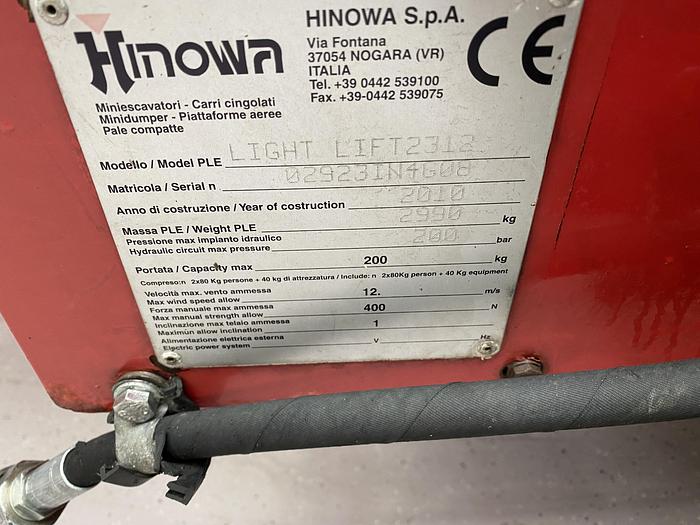 HINOWA
HINOWA S.p.A.
Via Fontana
37054 NOGARA (VR)
ITALIA
Tel. +39 0442 539100
Fax. +39-0442 539075
CE
Miniescavatori - Carri cingolati
Minidumper - Piattaforme aeree
Pale compatte
Modello / Model PLE LIGHT LIFT2312
Matricola / Serial n 02923IN4G08
Anno di costruzione / Year of costruction 2010
Massa PLE / Weight PLE 2990 kg
Pressione max impianto idraulico
Hydraulic circuit max pressure 200 bar
Portata / Capacity max 200 kg
Compreso:n 2x80 Kg persone + 40 kg di attrezzatura / Include: n 2x80Kg person + 40 Kg equipment
Velocità max. vento ammessa
Max wind speed allow 12. m/s
Forza manuale max ammessa
Max manual strength allow 400 N
Inclinazione max telaio ammessa
Maximun allow inclination 1
Alimentazione elettrica esterna
Electric power system V Hz